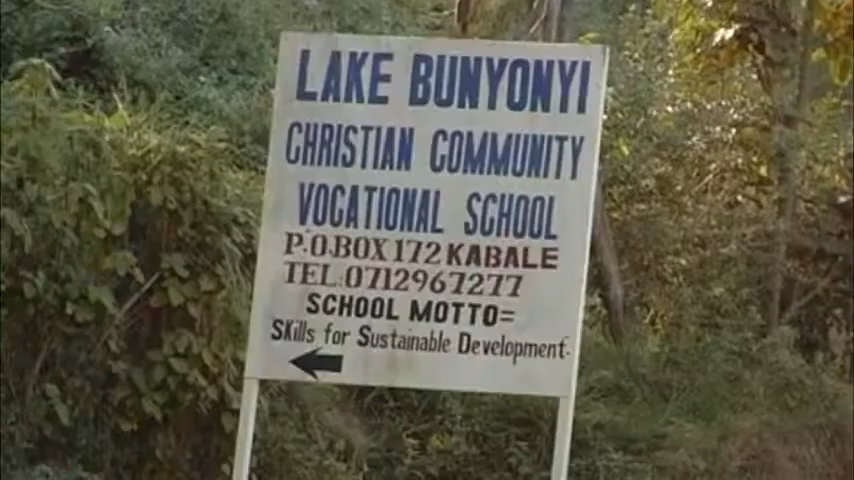 LAKE BUNYONYI
CHRISTIAN COMMUNITY
VOCATIONAL SCHOOL
P.O.BOX 172 KABALE
TEL:0712967277
SCHOOL MOTTO=
SKills for Sustainable Development.